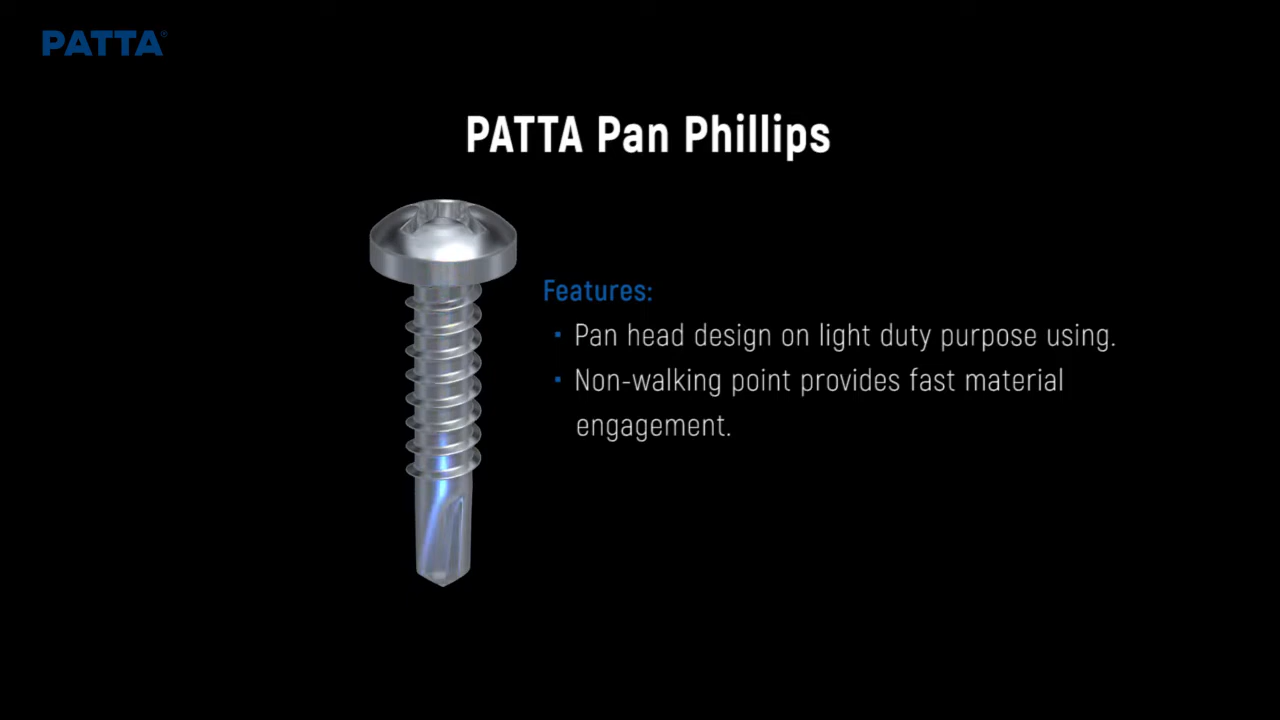 PATTA®
PATTA Pan Phillips
Features:
▪ Pan head design on light duty purpose using.
▪ Non-walking point provides fast material
engagement.